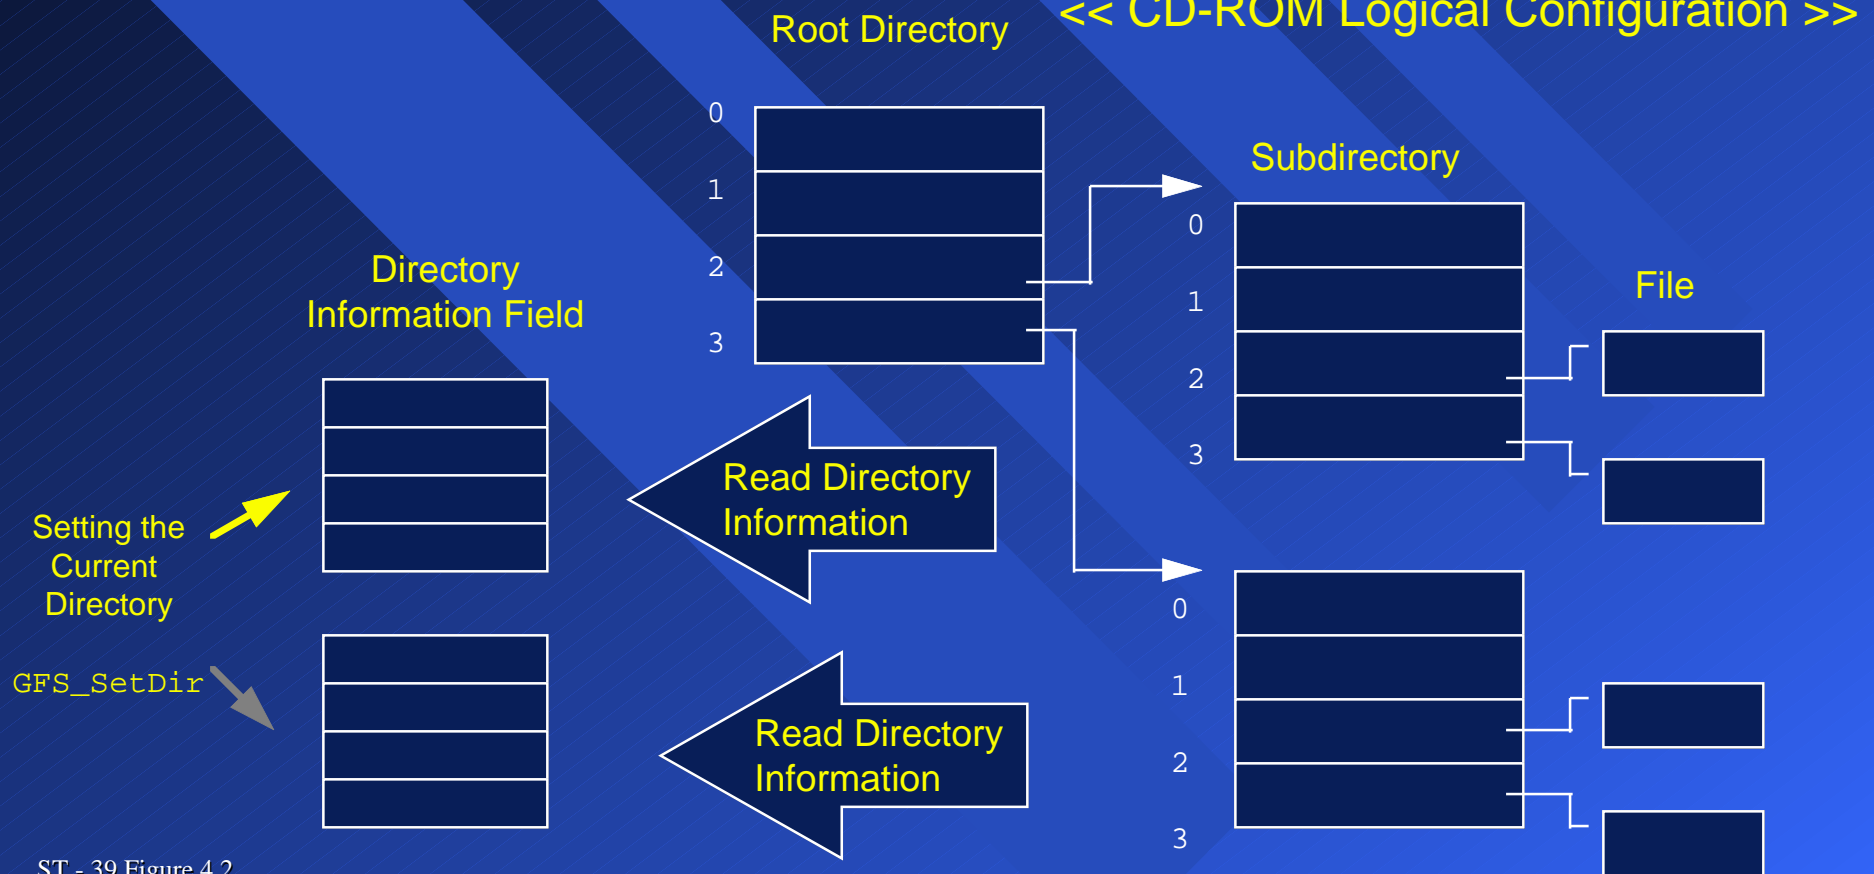 << CD-ROM Logical Configuration >>
Root Directory
0
1
2
3
Subdirectory
0
1
2
3
File
Directory
Information Field
Read Directory
Information
Setting the
Current
Directory
GFS_SetDir
Read Directory
Information
0
1
2
3
ST - 39 Figure 4.2